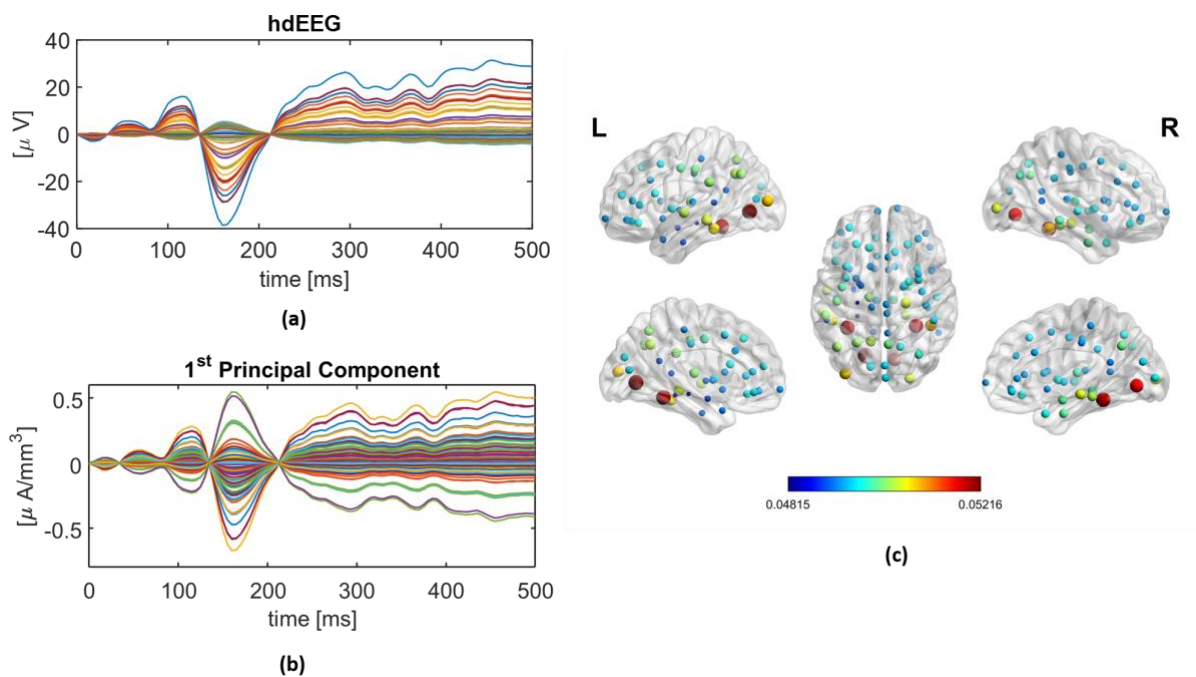 hdEEG
40
20
0
-20
-40
[μ V]
0 100 200 300 400 500
time [ms]
(a)
1st Principal Component
0.5
0
-0.5
[μ A/mm3]
0 100 200 300 400 500
time [ms]
(b)
L R
0.04815 0.05216
(c)